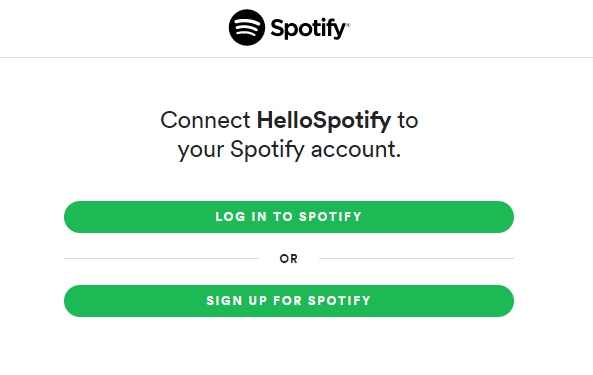 Spotify®
Connect HelloSpotify to
your Spotify account.
LOG IN TO SPOTIFY
OR
SIGN UP FOR SPOTIFY